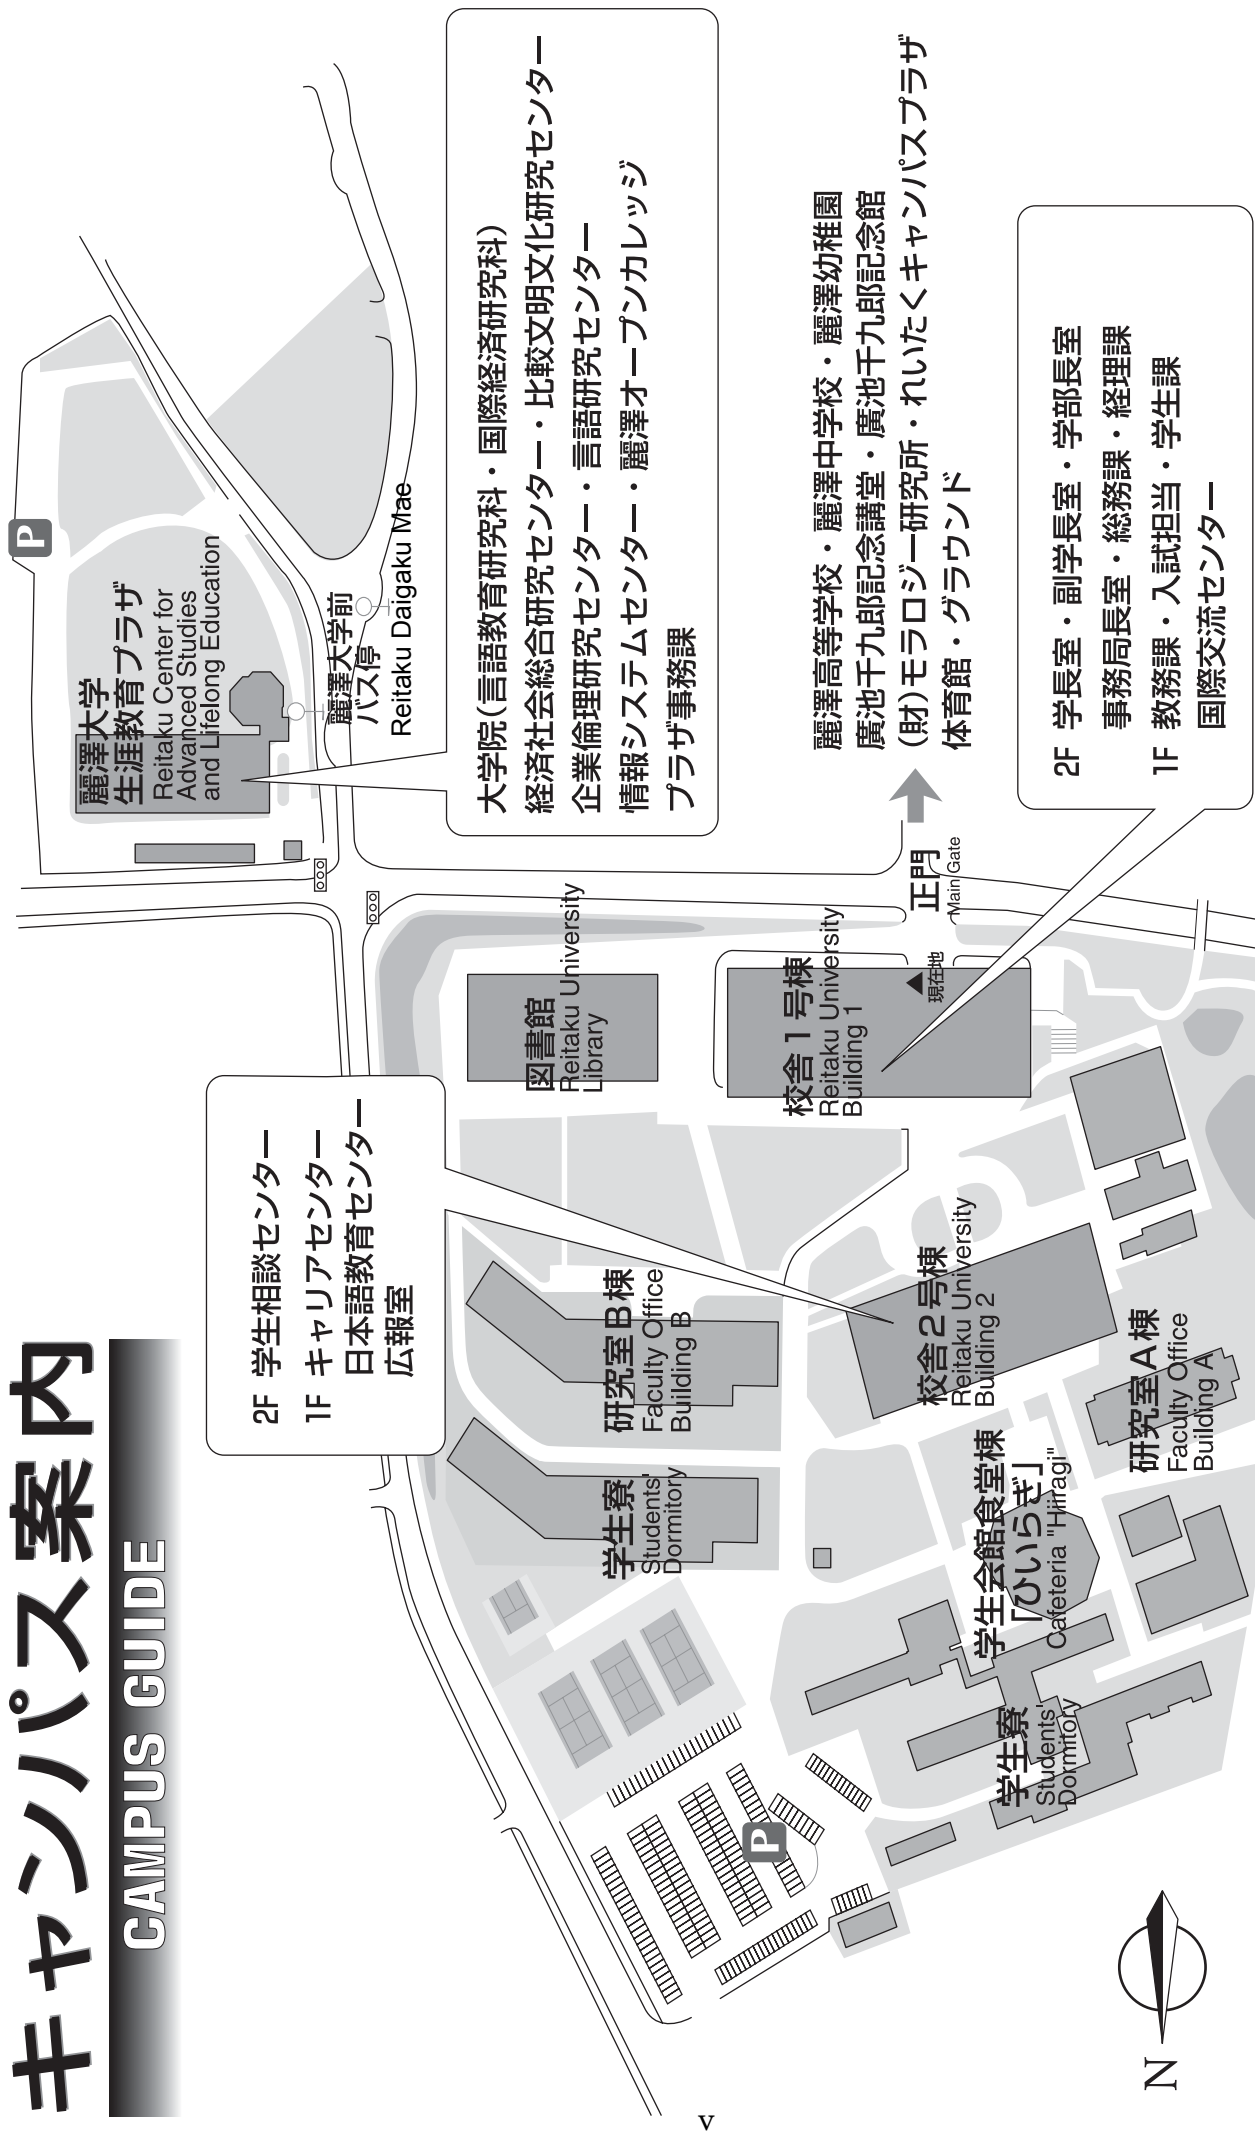 キャンパス案内
CAMPUS GUIDE
P
麗澤大学
生涯教育プラザ
Reitaku Center for
Advanced Studies
and Lifelong Education
麗澤大学前
バス停
Reitaku Daigaku Mae
大学院（言語教育研究科・国際経済研究科）
経済社会総合研究センター・比較文明文化研究センター
企業倫理研究センター・言語研究センター
情報システムセンター・麗澤オープンカレッジ
プラザ事務課
2F 学生相談センター
1F キャリアセンター
日本語教育センター
広報室
図書館
Reitaku University
Library
麗澤高等学校・麗澤中学校・麗澤幼稚園
廣池千九郎記念講堂・廣池千九郎記念館
（財）モラロジー研究所・れいたくキャンパスプラザ
体育館・グラウンド
正門
Main Gate
現在地
校舎１号棟
Reitaku University
Building 1
2F 学長室・副学長室・学部長室
事務局長室・総務課・経理課
1F 教務課・入試担当・学生課
国際交流センター
研究室Ｂ棟
Faculty Office
Building B
学生寮
Students'
Dormitory
校舎２号棟
Reitaku University
Building 2
研究室Ａ棟
Faculty Office
Building A
学生会館食堂棟
「ひいらぎ」
Cafeteria "Hiiragi"
学生寮
Students'
Dormitory
P
N
v